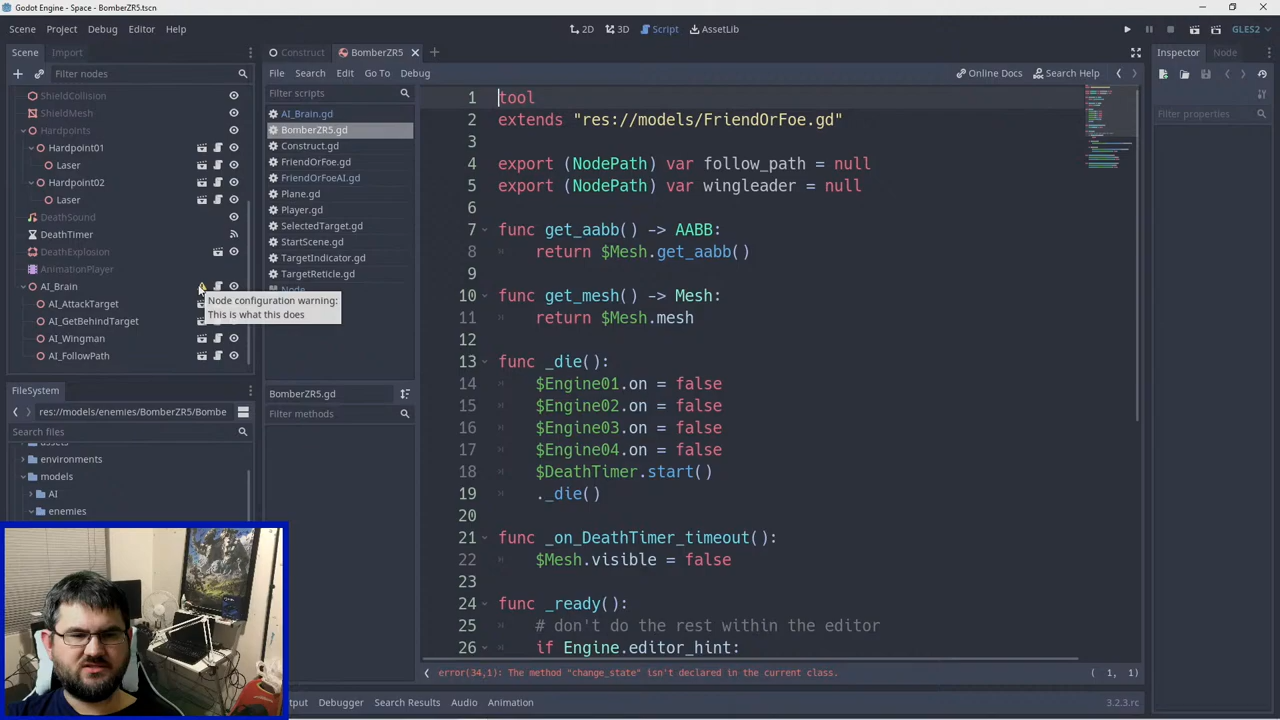 Godot Engine - Space - BomberZR5.tscn
Scene Project Debug Editor Help
2D 3D Script AssetLib
GLES2
Scene Import
Filter nodes
ShieldCollision
ShieldMesh
Hardpoints
Hardpoint01
Laser
Hardpoint02
Laser
DeathSound
DeathTimer
DeathExplosion
AnimationPlayer
AI_Brain
AI_AttackTarget
AI_GetBehindTarget
AI_Wingman
AI_FollowPath
Node configuration warning:
This is what this does
FileSystem
res://models/enemies/BomberZR5/Bombe
Search files
environments
models
AI
enemies
Construct BomberZR5
File Search Edit Go To Debug
Online Docs Search Help
Filter scripts
AI_Brain.gd
BomberZR5.gd
Construct.gd
FriendOrFoe.gd
FriendOrFoeAI.gd
Plane.gd
Player.gd
SelectedTarget.gd
StartScene.gd
TargetIndicator.gd
TargetReticle.gd
Node
BomberZR5.gd
Filter methods
1 tool
2 extends "res://models/FriendOrFoe.gd"
3
4 export (NodePath) var follow_path = null
5 export (NodePath) var wingleader = null
6
7 func get_aabb() -> AABB:
8 return $Mesh.get_aabb()
9
10 func get_mesh() -> Mesh:
11 return $Mesh.mesh
12
13 func _die():
14 $Engine01.on = false
15 $Engine02.on = false
16 $Engine03.on = false
17 $Engine04.on = false
18 $DeathTimer.start()
19 ._die()
20
21 func _on_DeathTimer_timeout():
22 $Mesh.visible = false
23
24 func _ready():
25 # don't do the rest within the editor
26 if Engine.editor_hint:
error(34,1): The method "change_state" isn't declared in the current class.
( 1, 1)
Debugger Search Results Audio Animation
3.2.3.rc
Inspector Node
Filter properties